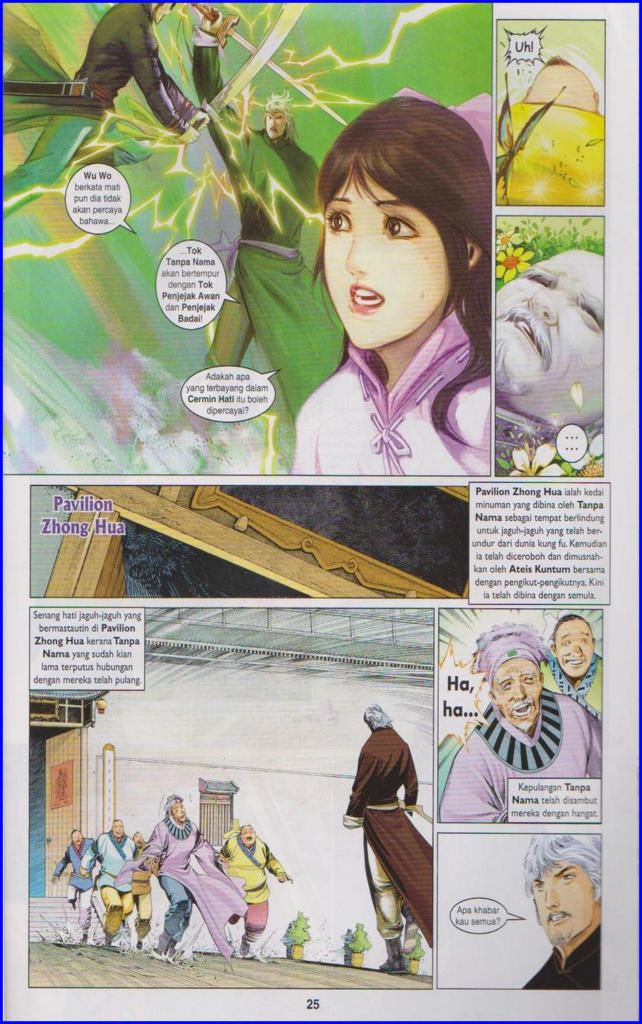 Wu Wo
berkata mati
pun dia tidak
akan percaya
bahawa...
...Tok
Tanpa Nama
akan bertempur
dengan Tok
Penjejak Awan
dan Penjejak
Badai!
Adakah apa
yang terbayang dalam
Cermin Hati itu boleh
dipercayai?
Uh!
...
...
Pavilion
Zhong Hua
Pavilion Zhong Hua ialah kedai
minuman yang dibina oleh Tanpa
Nama sebagai tempat berlindung
untuk jaguh-jaguh yang telah ber-
undur dari dunia kung fu. Kemudian
ia telah diceroboh dan dimusnah-
kan oleh Ateis Kuntum bersama
dengan pengikut-pengikutnya. Kini
ia telah dibina dengan semula.
Senang hati jaguh-jaguh yang
bermastautin di Pavilion
Zhong Hua kerana Tanpa
Nama yang sudah kian
lama terputus hubungan
dengan mereka telah pulang.
Ha,
ha...
Kepulangan Tanpa
Nama telah disambut
mereka dengan hangat.
Apa khabar
kau semua?
25